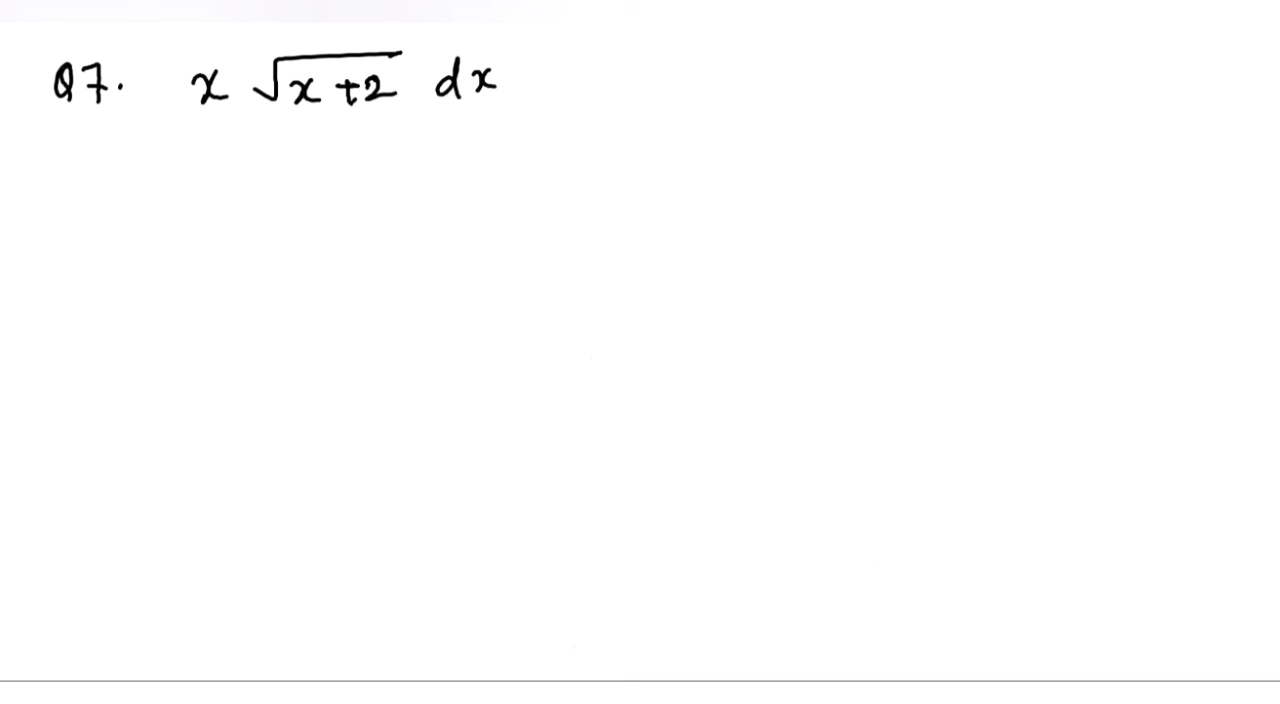 Q7. x √(x+2) dx